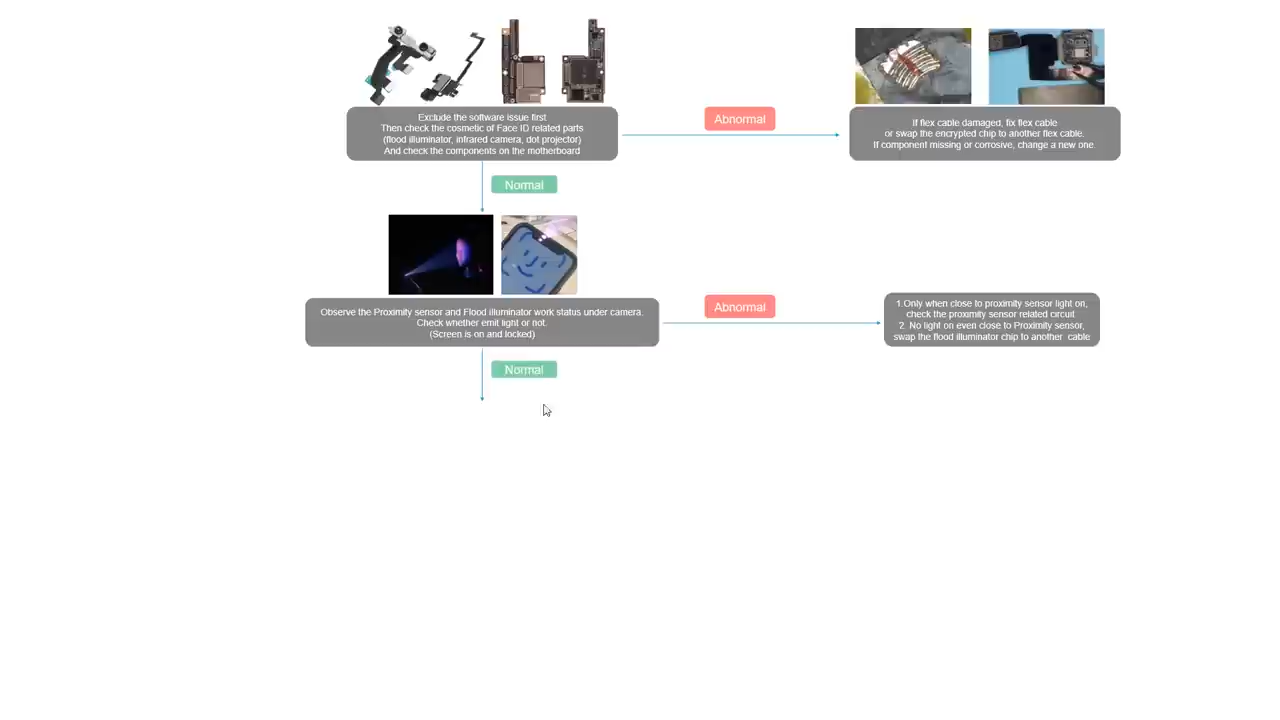 Exclude the software issue first
Then check the cosmetic of Face ID related parts
(flood illuminator, infrared camera, dot projector)
And check the components on the motherboard
Abnormal
If flex cable damaged, fix flex cable
or swap the encrypted chip to another flex cable.
If component missing or corrosive, change a new one.
Normal
Observe the Proximity sensor and Flood illuminator work status under camera.
Check whether emit light or not.
(Screen is on and locked)
Abnormal
1.Only when close to proximity sensor light on,
check the proximity sensor related circuit
2. No light on even close to Proximity sensor,
swap the flood illuminator chip to another cable
Normal